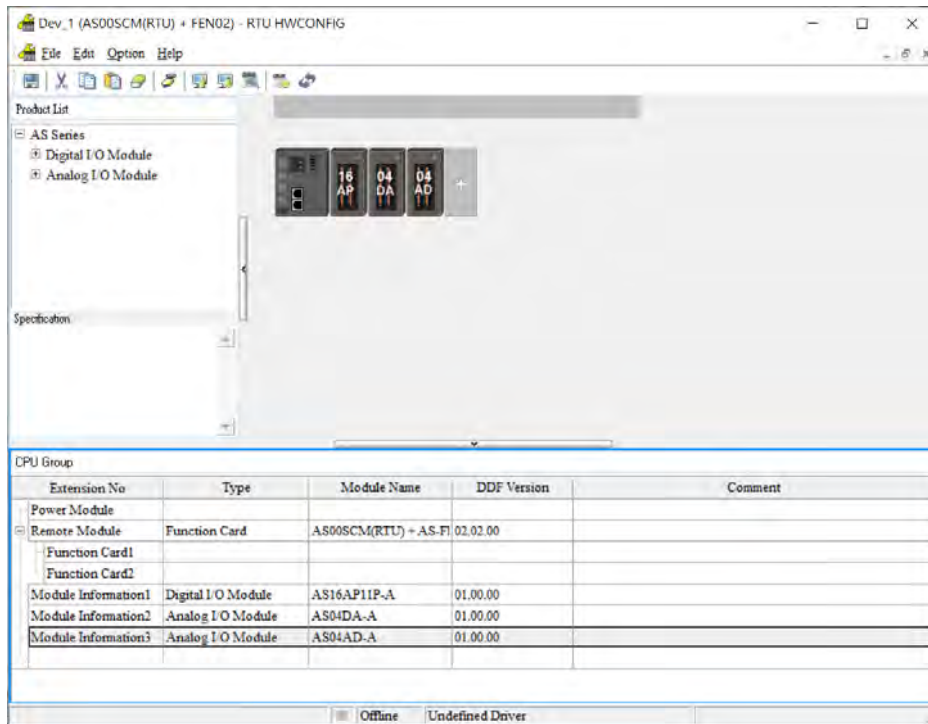 Dev_1 (AS00SCM(RTU) + FEN02) - RTU HWCONFIG
File Edit Option Help
Product List
AS Series
Digital I/O Module
Analog I/O Module
16 AP
04 DA
04 AD
Specification
CPU Group
Extension No Type Module Name DDF Version Comment
Power Module
Remote Module Function Card AS00SCM(RTU) + AS-F 02.02.00
Function Card1
Function Card2
Module Information1 Digital I/O Module AS16AP11P-A 01.00.00
Module Information2 Analog I/O Module AS04DA-A 01.00.00
Module Information3 Analog I/O Module AS04AD-A 01.00.00
Offline Undefined Driver